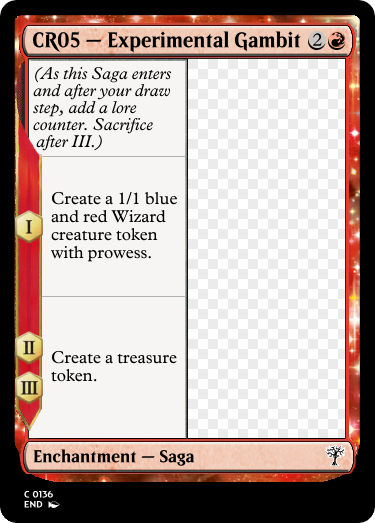 CR05 — Experimental Gambit 2
(As this Saga enters
and after your draw
step, add a lore
counter. Sacrifice
after III.)
I
Create a 1/1 blue
and red Wizard
creature token
with prowess.
II
III
Create a treasure
token.
Enchantment — Saga
C 0136
END